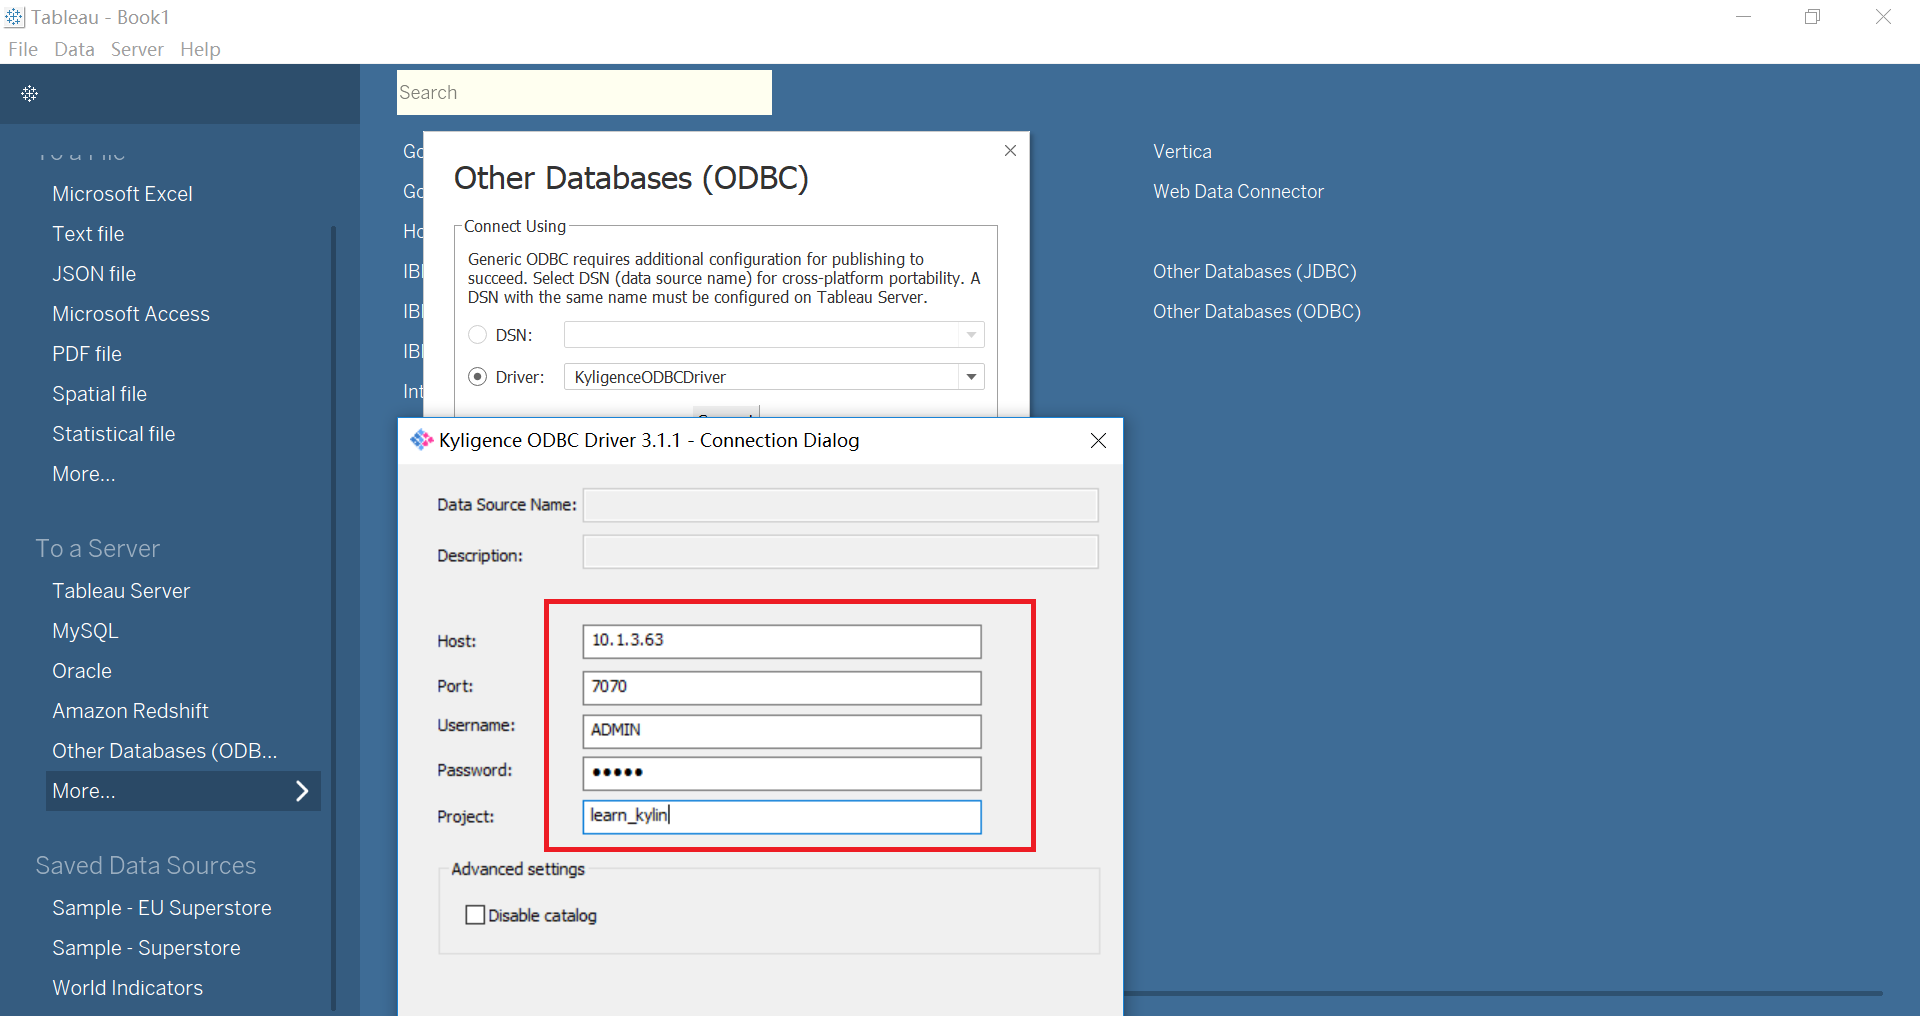 Tableau - Book1
File Data Server Help
Search
Microsoft Excel
Text file
JSON file
Microsoft Access
PDF file
Spatial file
Statistical file
More...
To a Server
Tableau Server
MySQL
Oracle
Amazon Redshift
Other Databases (ODB...
More...
Saved Data Sources
Sample - EU Superstore
Sample - Superstore
World Indicators
Go
Go
Ho
IB
IB
IB
Int
Vertica
Web Data Connector
Other Databases (JDBC)
Other Databases (ODBC)
Other Databases (ODBC)
Connect Using
Generic ODBC requires additional configuration for publishing to
succeed. Select DSN (data source name) for cross-platform portability. A
DSN with the same name must be configured on Tableau Server.
DSN:
Driver: KyligenceODBCDriver
Kyligence ODBC Driver 3.1.1 - Connection Dialog
Data Source Name:
Description:
Host: 10.1.3.63
Port: 7070
Username: ADMIN
Password: •••••
Project: learn_kylin
Advanced settings
Disable catalog